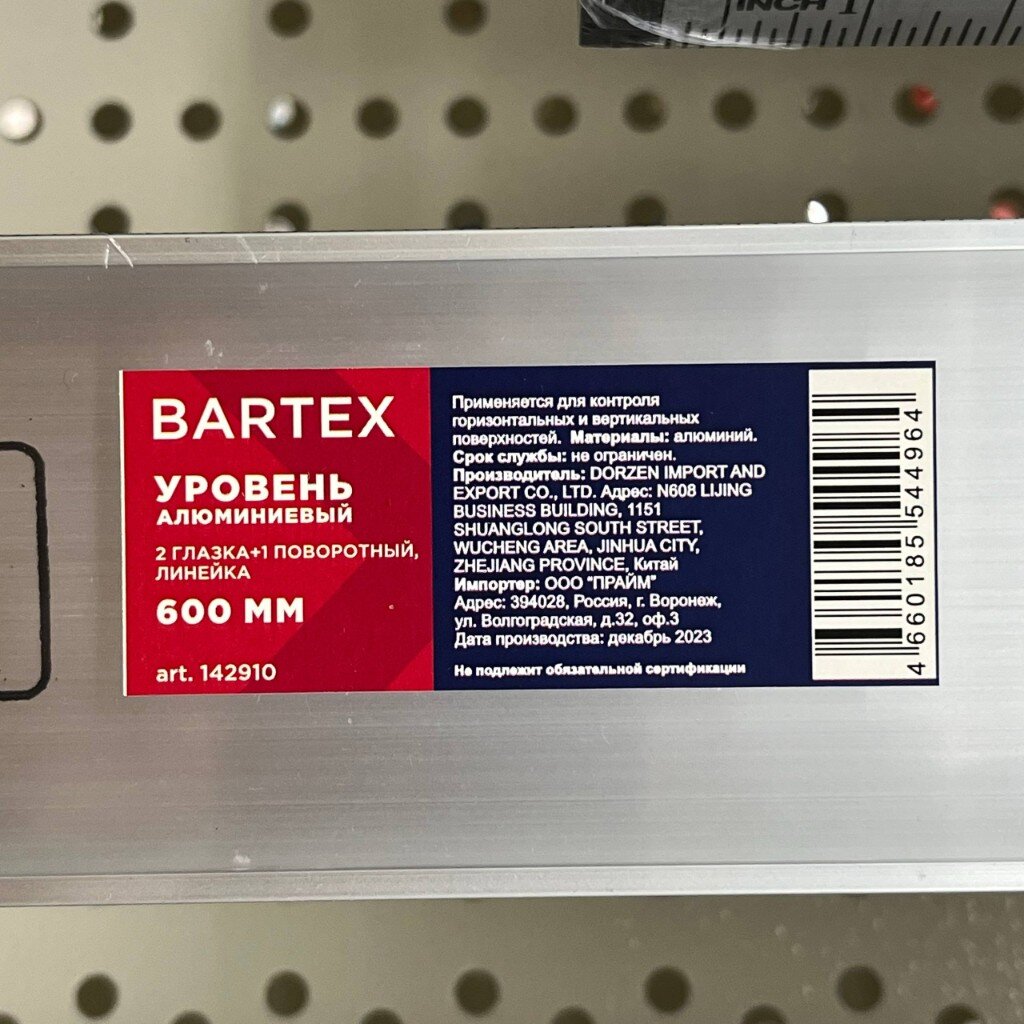 INCH 1
BARTEX
УРОВЕНЬ
АЛЮМИНИЕВЫЙ
2 ГЛАЗКА+1 ПОВОРОТНЫЙ,
ЛИНЕЙКА
600 ММ
art. 142910
Применяется для контроля
горизонтальных и вертикальных
поверхностей. Материалы: алюминий.
Срок службы: не ограничен.
Производитель: DORZEN IMPORT AND
EXPORT CO., LTD. Адрес: N608 LIJING
BUSINESS BUILDING, 1151
SHUANGLONG SOUTH STREET,
WUCHENG AREA, JINHUA CITY,
ZHEJIANG PROVINCE, Китай
Импортер: ООО "ПРАЙМ"
Адрес: 394028, Россия, г. Воронеж,
ул. Волгоградская, д.32, оф.3
Дата производства: декабрь 2023
Не подлежит обязательной сертификации
4 660185 544964